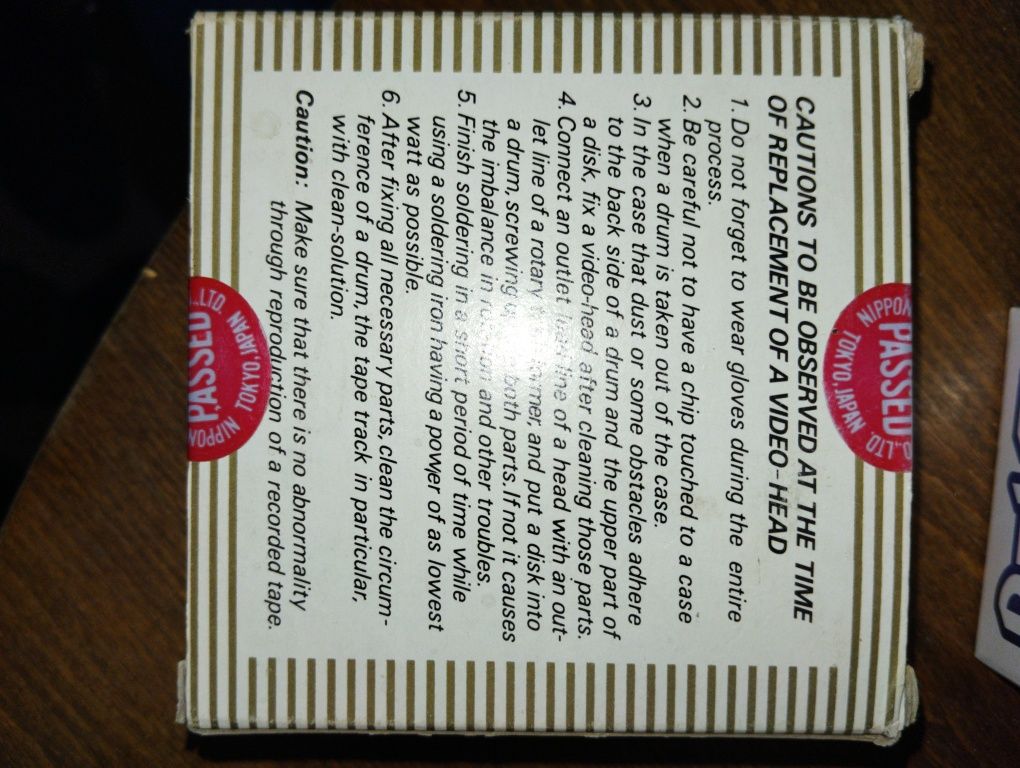 CAUTIONS TO BE OBSERVED AT THE TIME
OF REPLACEMENT OF A VIDEO-HEAD
1. Do not forget to wear gloves during the entire
process.
2. Be careful not to have a chip touched to a case
when a drum is taken out of the case.
3. In the case that dust or some obstacles adhere
to the back side of a drum and the upper part of
a disk, fix a video-head after cleaning those parts.
4. Connect an outlet of a head with an out-
let line of a rotary and put a disk into
a drum, screwing both parts. If not it causes
the imbalance in and other troubles.
5. Finish soldering in a short period of time while
using a soldering iron having a power of as lowest
watt as possible.
6. After fixing all necessary parts, clean the circum-
ference of a drum, the tape track in particular,
with clean-solution.
Caution: Make sure that there is no abnormality
through reproduction of a recorded tape.
NIPPON
PASSED
O.,LTD
TOKYO, JAPAN
NIPPON
PASSED
.,LTD.
TOKYO, JAPAN